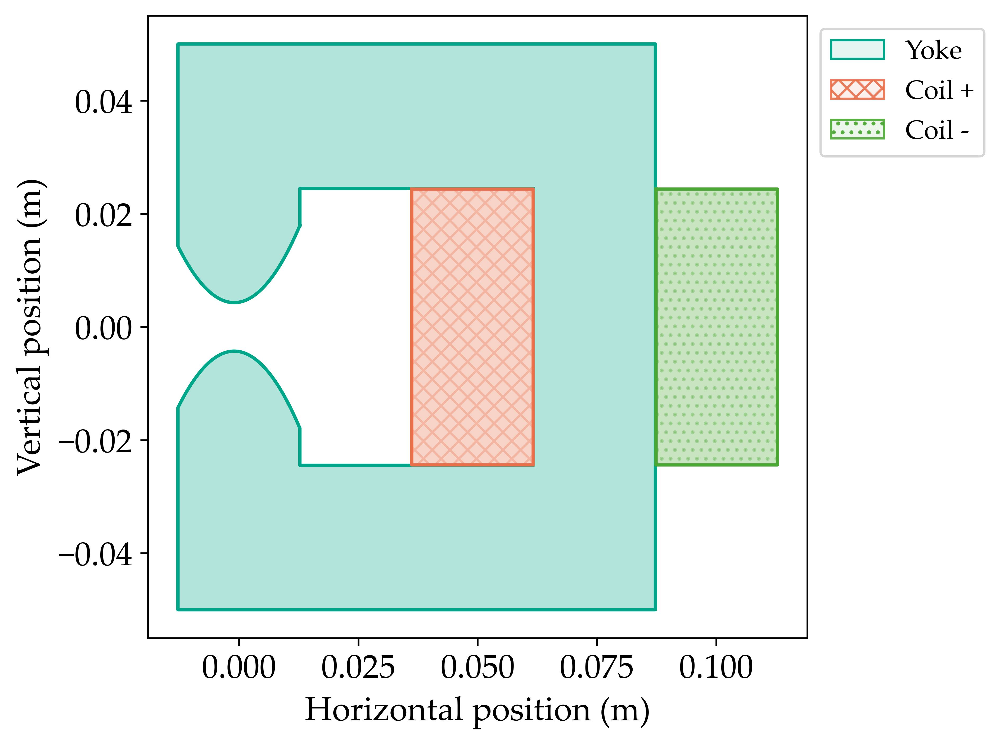 Yoke
Coil +
Coil -
Vertical position (m)
0.04
0.02
0.00
−0.02
−0.04
0.000 0.025 0.050 0.075 0.100
Horizontal position (m)